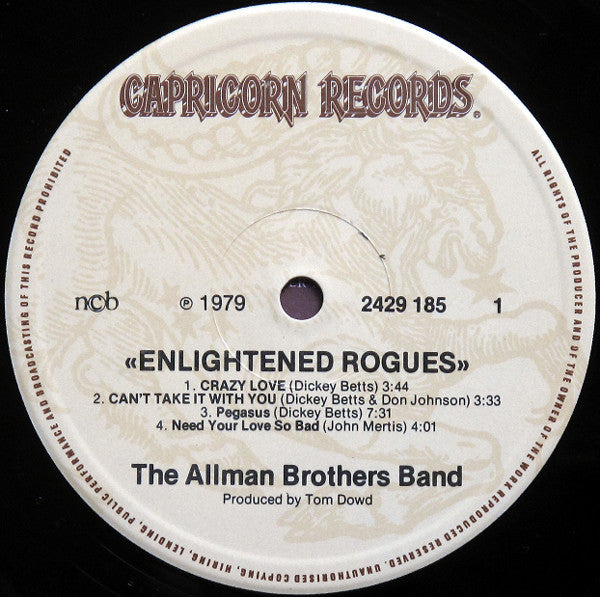 CAPRICORN RECORDS®
ncb
℗ 1979
2429 185
1
«ENLIGHTENED ROGUES»
1. CRAZY LOVE (Dickey Betts) 3:44
2. CAN'T TAKE IT WITH YOU (Dickey Betts & Don Johnson) 3:33
3. Pegasus (Dickey Betts) 7:31
4. Need Your Love So Bad (John Mertis) 4:01
The Allman Brothers Band
Produced by Tom Dowd
ALL RIGHTS OF THE PRODUCER AND OF THE OWNER OF THE WORK REPRODUCED RESERVED. UNAUTHORISED COPYING, HIRING, LENDING, PUBLIC PERFORMANCE AND BROADCASTING OF THIS RECORD PROHIBITED